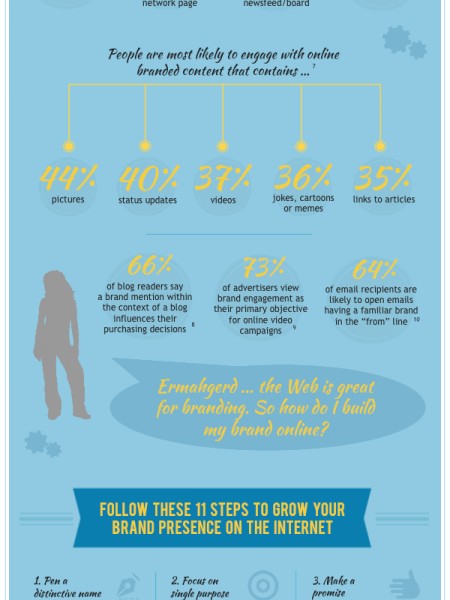 network page
newsfeed/board
People are most likely to engage with online
branded content that contains ... 7
44%
40%
37%
36%
35%
pictures
status updates
videos
jokes, cartoons
or memes
links to articles
66%
of blog readers say
a brand mention within
the context of a blog
influences their
purchasing decisions 8
73%
of advertisers view
brand engagement as
their primary objective
for online video
campaigns 9
64%
of email recipients are
likely to open emails
having a familiar brand
in the "from" line 10
Ermahgerd ... the Web is great
for branding. So how do I build
my brand online?
FOLLOW THESE 11 STEPS TO GROW YOUR
BRAND PRESENCE ON THE INTERNET
1. Pen a
distinctive name
2. Focus on
single purpose
3. Make a
promise